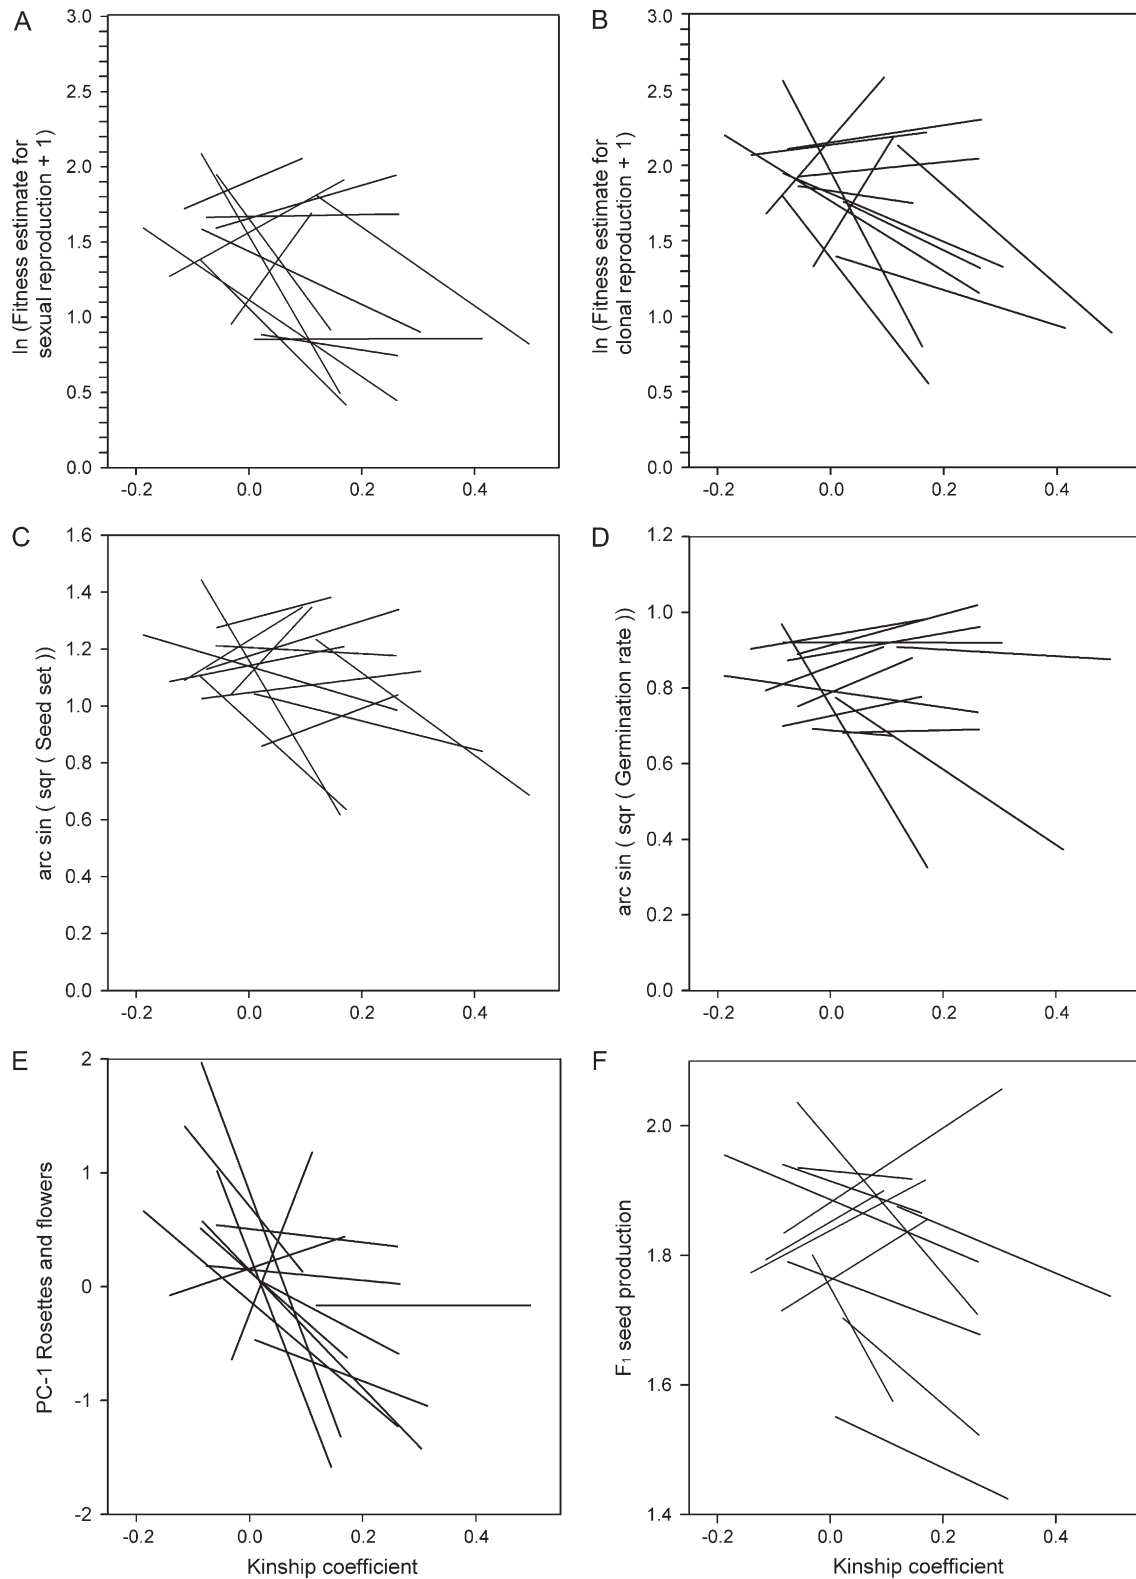 A
ln (Fitness estimate for
sexual reproduction + 1)
3.0
2.5
2.0
1.5
1.0
0.5
0.0
-0.2 0.0 0.2 0.4
B
ln (Fitness estimate for
clonal reproduction + 1)
3.0
2.5
2.0
1.5
1.0
0.5
0.0
-0.2 0.0 0.2 0.4
C
arc sin ( sqr ( Seed set ))
1.6
1.4
1.2
1.0
0.8
0.6
0.4
0.2
0.0
-0.2 0.0 0.2 0.4
D
arc sin ( sqr ( Germination rate ))
1.2
1.0
0.8
0.6
0.4
0.2
0.0
-0.2 0.0 0.2 0.4
E
PC-1 Rosettes and flowers
2
1
0
-1
-2
-0.2 0.0 0.2 0.4
Kinship coefficient
F
F₁ seed production
2.0
1.8
1.6
1.4
-0.2 0.0 0.2 0.4
Kinship coefficient